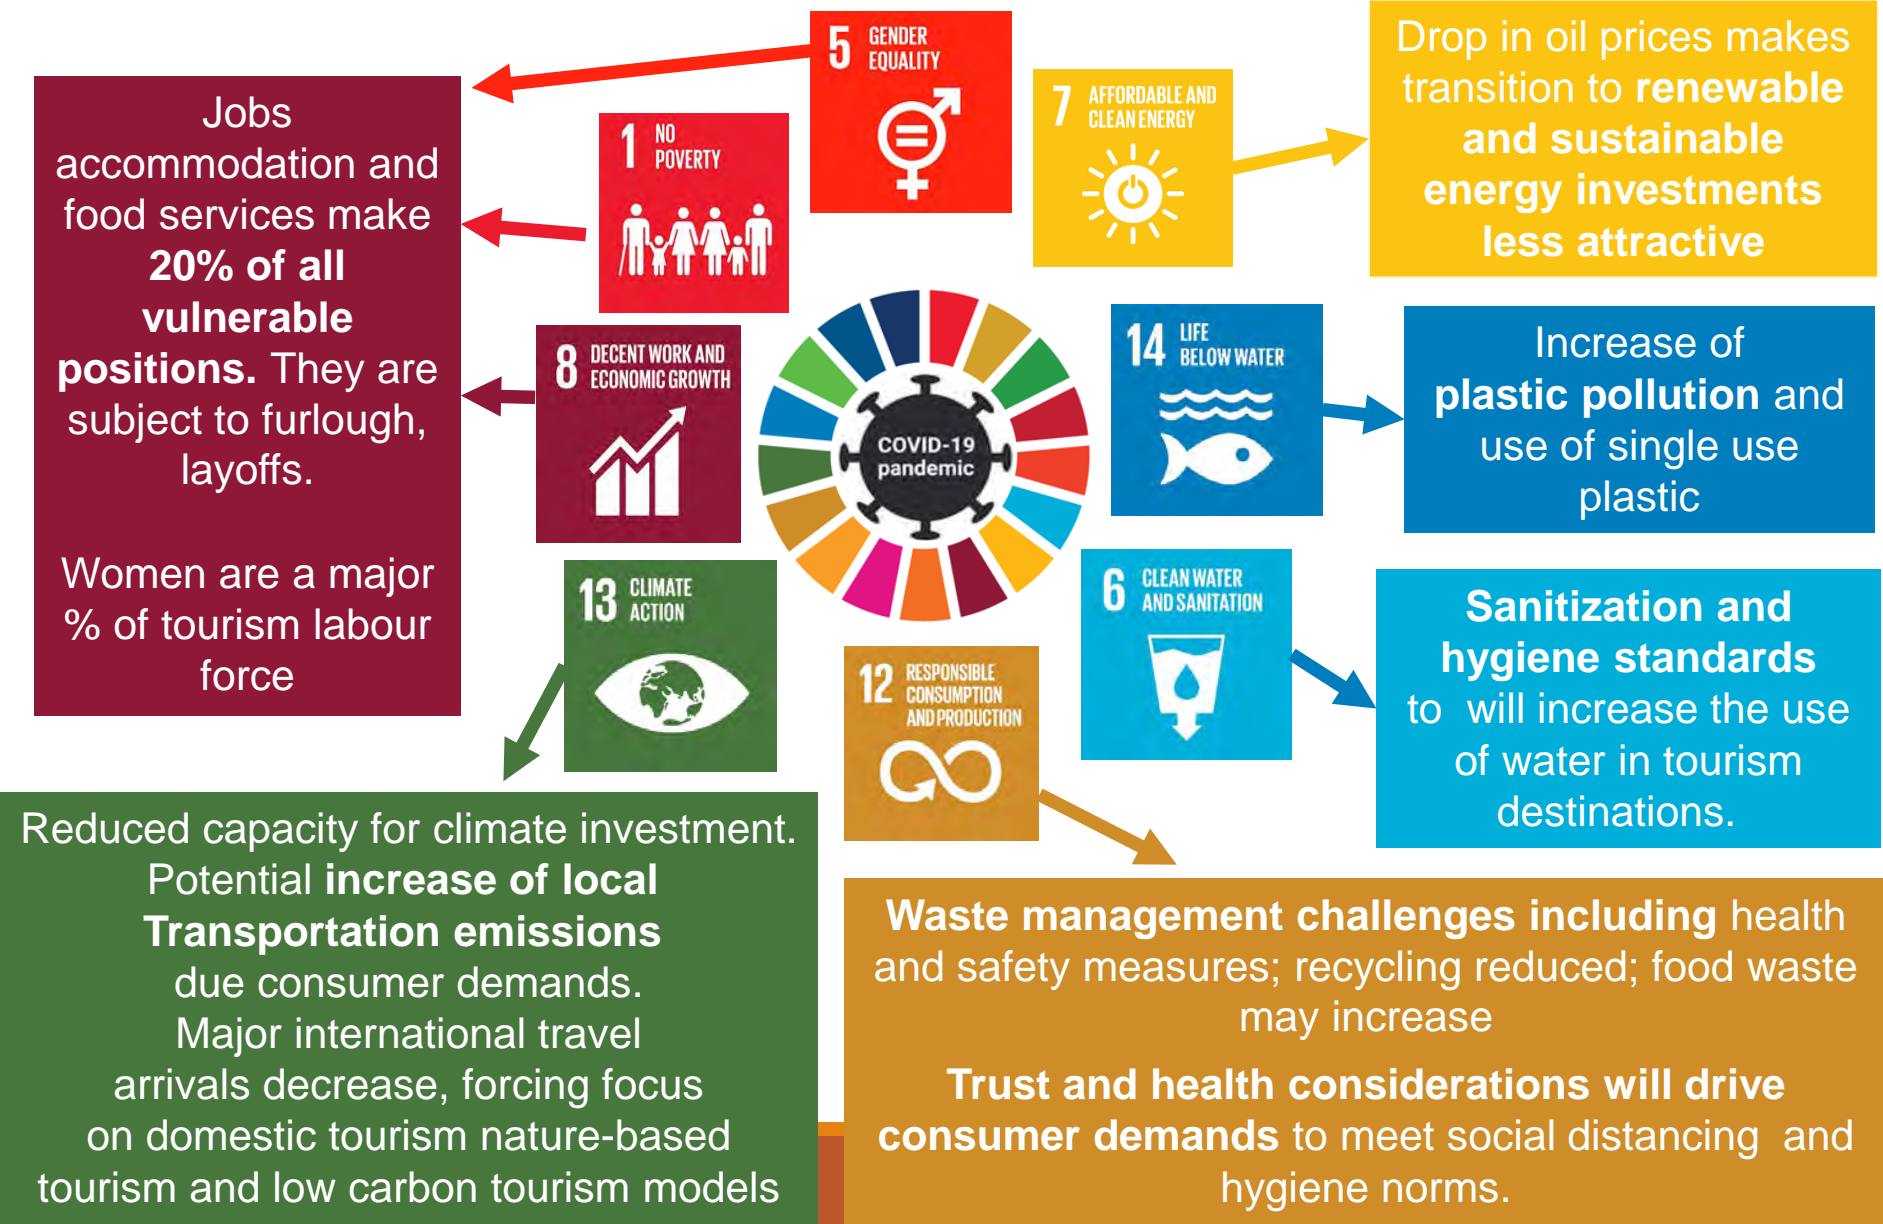 5 GENDER
EQUALITY
1 NO
POVERTY
7 AFFORDABLE AND
CLEAN ENERGY
Drop in oil prices makes
transition to renewable
and sustainable
energy investments
less attractive
Jobs
accommodation and
food services make
20% of all
vulnerable
positions. They are
subject to furlough,
layoffs.
Women are a major
% of tourism labour
force
8 DECENT WORK AND
ECONOMIC GROWTH
COVID-19
pandemic
14 LIFE
BELOW WATER
Increase of
plastic pollution and
use of single use
plastic
13 CLIMATE
ACTION
12 RESPONSIBLE
CONSUMPTION
AND PRODUCTION
6 CLEAN WATER
AND SANITATION
Sanitization and
hygiene standards
to will increase the use
of water in tourism
destinations.
Reduced capacity for climate investment.
Potential increase of local
Transportation emissions
due consumer demands.
Major international travel
arrivals decrease, forcing focus
on domestic tourism nature-based
tourism and low carbon tourism models
Waste management challenges including health
and safety measures; recycling reduced; food waste
may increase
Trust and health considerations will drive
consumer demands to meet social distancing and
hygiene norms.